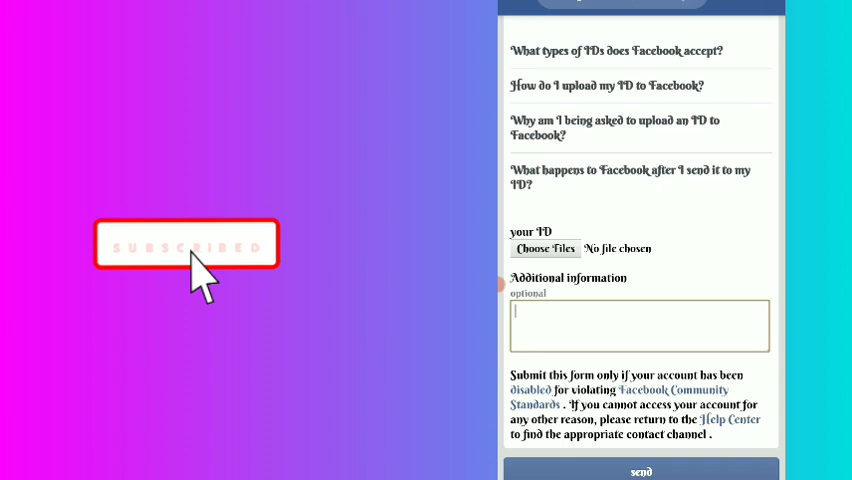 SUBSCRIBED
What types of IDs does Facebook accept?
How do I upload my ID to Facebook?
Why am I being asked to upload an ID to
Facebook?
What happens to Facebook after I send it to my
ID?
your ID
Choose Files No file chosen
Additional information
optional
Submit this form only if your account has been
disabled for violating Facebook Community
Standards . If you cannot access your account for
any other reason, please return to the Help Center
to find the appropriate contact channel .
send